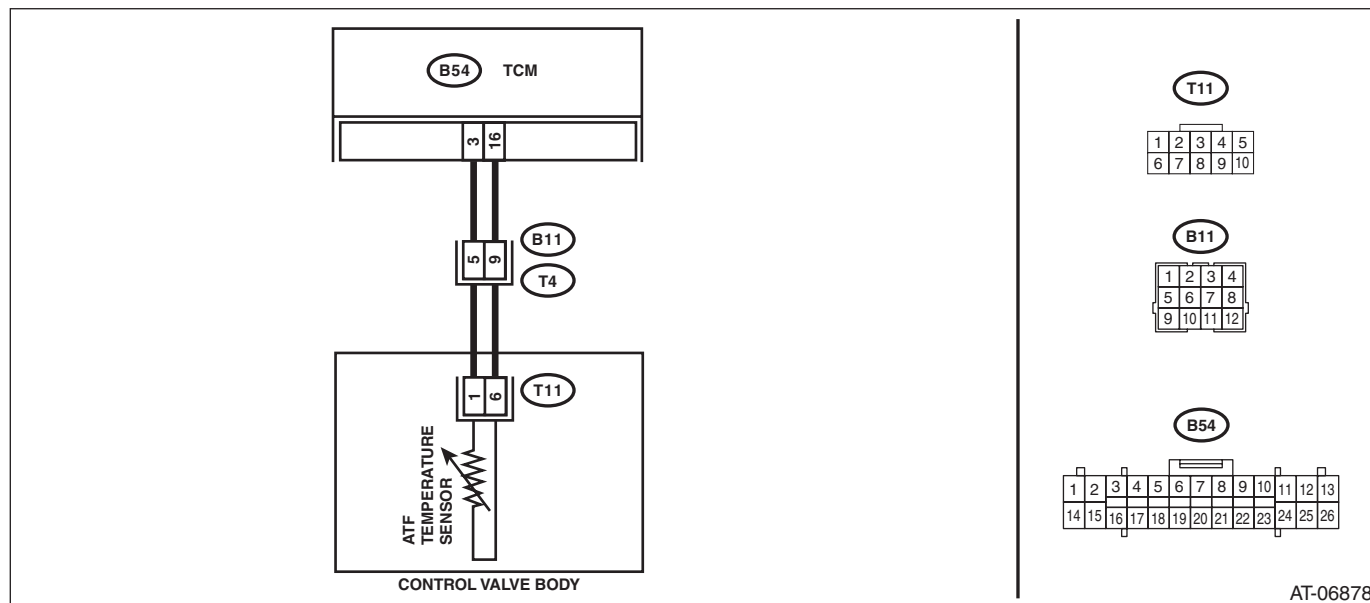 B54 TCM
3 16
B11
5 9
T4
T11
1 6
ATF
TEMPERATURE
SENSOR
CONTROL VALVE BODY
T11
1 2 3 4 5
6 7 8 9 10
B11
1 2 3 4
5 6 7 8
9 10 11 12
B54
1 2 3 4 5 6 7 8 9 10 11 12 13
14 15 16 17 18 19 20 21 22 23 24 25 26
AT-06878